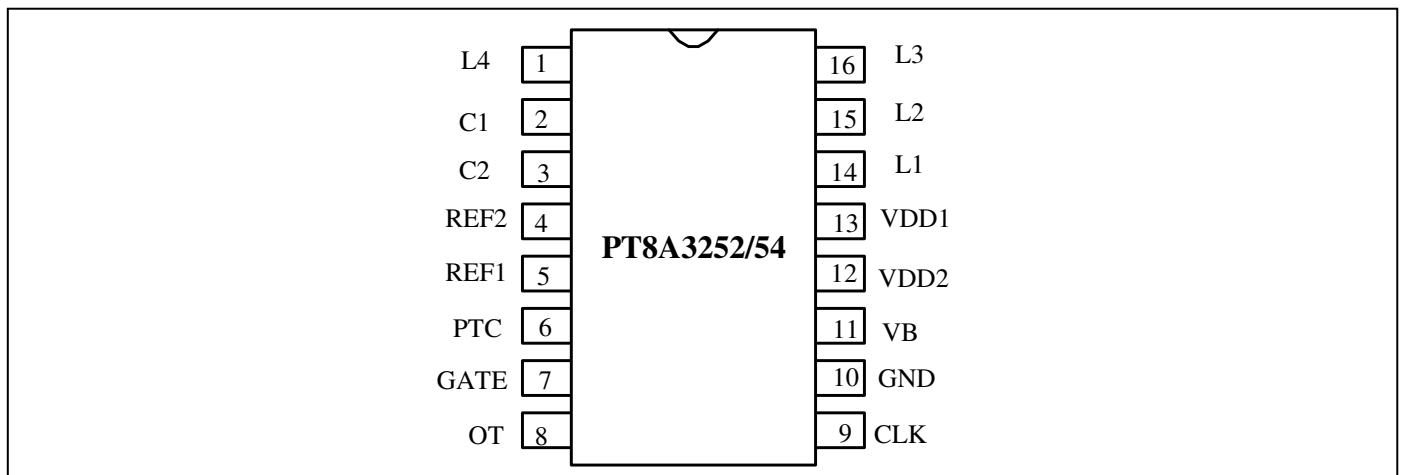 L4 1 16 L3
C1 2 15 L2
C2 3 14 L1
REF2 4 13 VDD1
PT8A3252/54
REF1 5 12 VDD2
PTC 6 11 VB
GATE 7 10 GND
OT 8 9 CLK